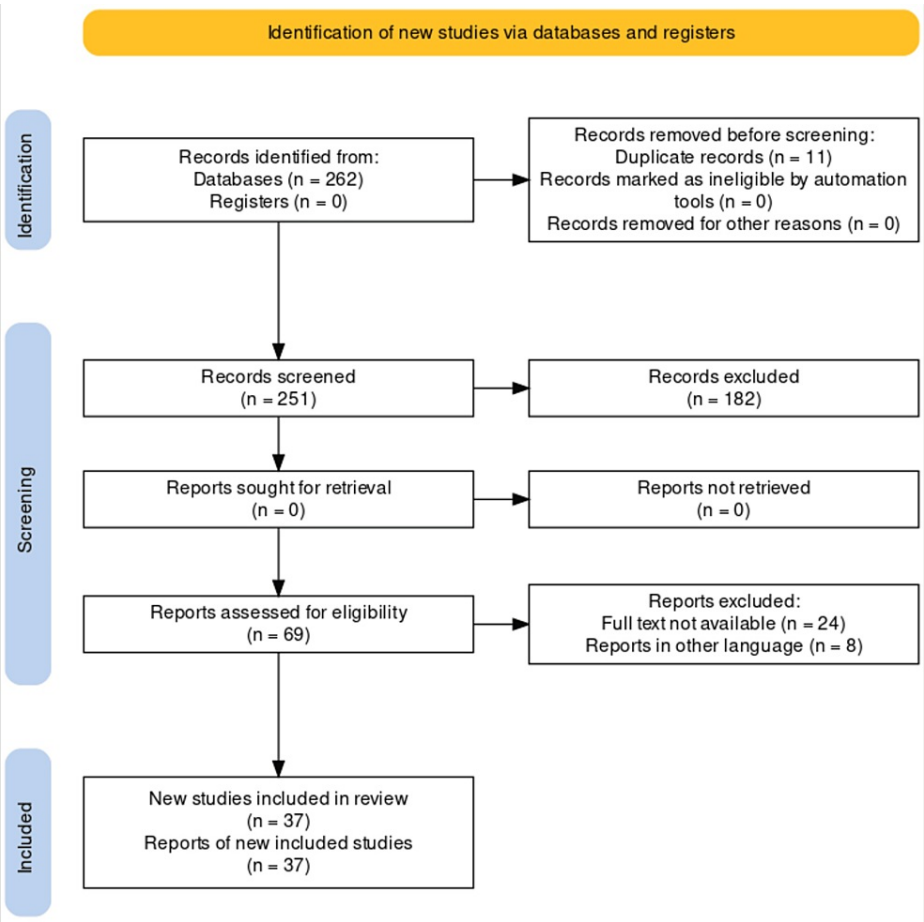 Identification of new studies via databases and registers
Identification
Records identified from:
Databases (n = 262)
Registers (n = 0)
Records removed before screening:
Duplicate records (n = 11)
Records marked as ineligible by automation
tools (n = 0)
Records removed for other reasons (n = 0)
Screening
Records screened
(n = 251)
Records excluded
(n = 182)
Reports sought for retrieval
(n = 0)
Reports not retrieved
(n = 0)
Reports assessed for eligibility
(n = 69)
Reports excluded:
Full text not available (n = 24)
Reports in other language (n = 8)
Included
New studies included in review
(n = 37)
Reports of new included studies
(n = 37)